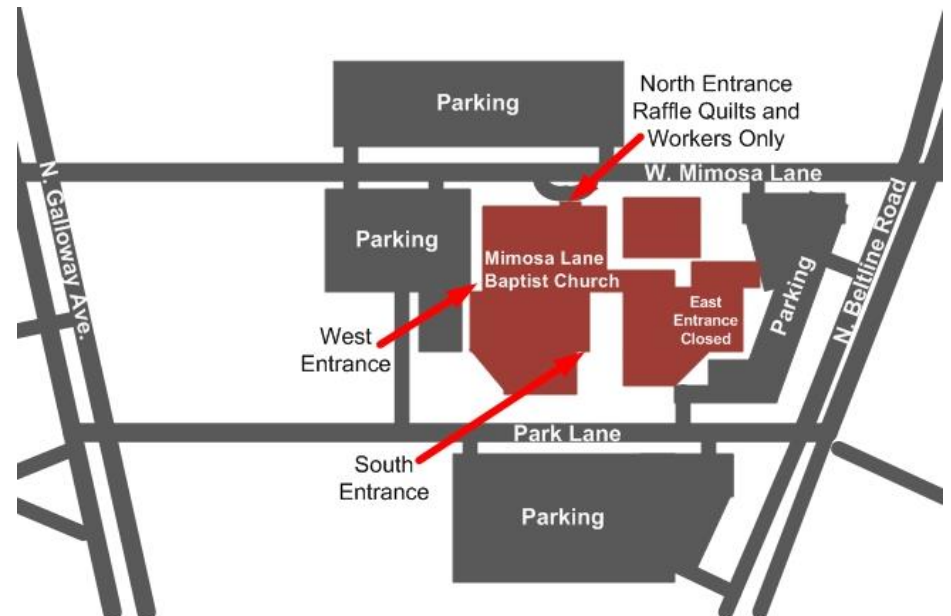 Parking
North Entrance
Raffle Quilts and
Workers Only
W. Mimosa Lane
N. Galloway Ave.
Parking
Mimosa Lane
Baptist Church
East
Entrance
Closed
Parking
N. Beltline Road
West
Entrance
Park Lane
South
Entrance
Parking